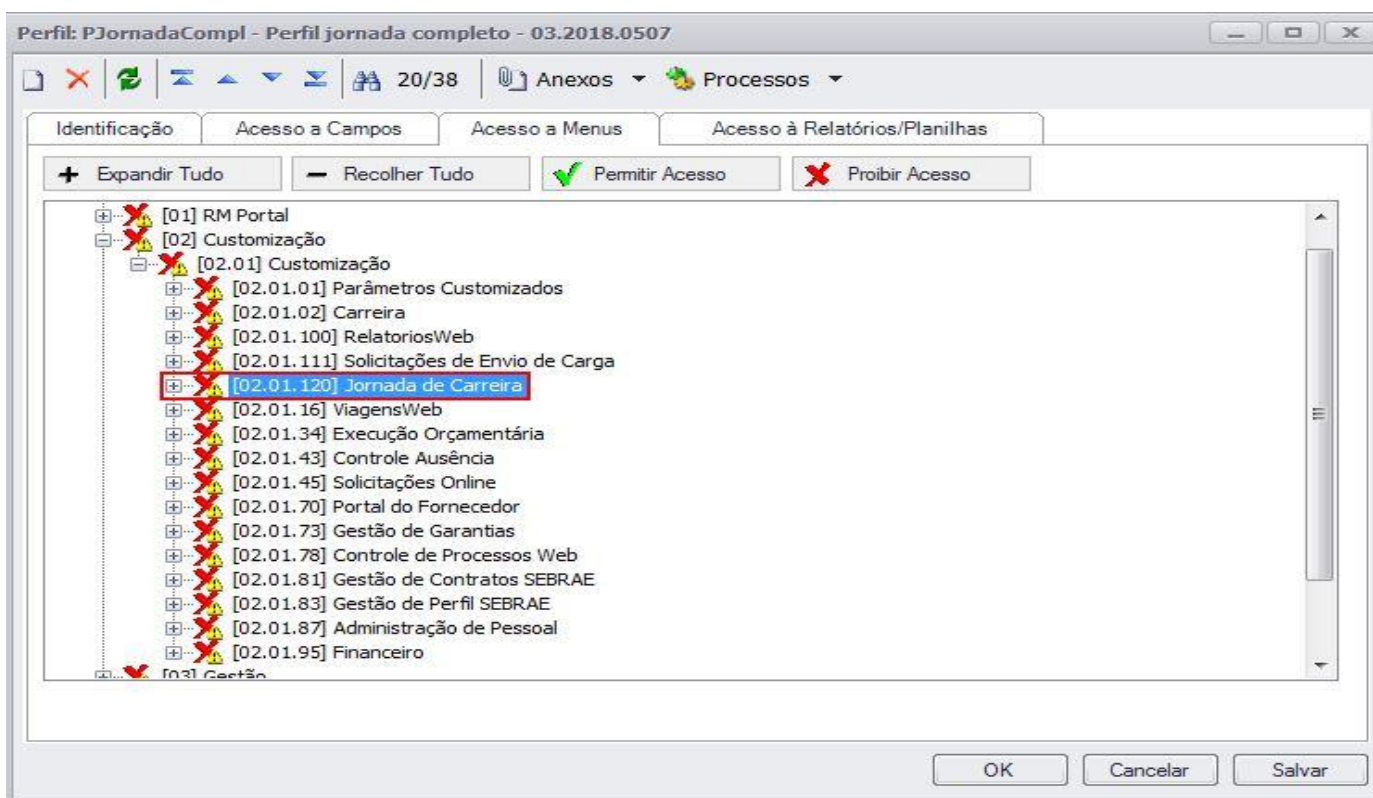 Perfil: PJornadaCompl - Perfil jornada completo - 03.2018.0507
20/38 Anexos Processos
Identificação Acesso a Campos Acesso a Menus Acesso à Relatórios/Planilhas
Expandir Tudo Recolher Tudo Permitir Acesso Proibir Acesso
[01] RM Portal
[02] Customização
[02.01] Customização
[02.01.01] Parâmetros Customizados
[02.01.02] Carreira
[02.01.100] RelatoriosWeb
[02.01.111] Solicitações de Envio de Carga
[02.01.120] Jornada de Carreira
[02.01.16] ViagensWeb
[02.01.34] Execução Orçamentária
[02.01.43] Controle Ausência
[02.01.45] Solicitações Online
[02.01.70] Portal do Fornecedor
[02.01.73] Gestão de Garantias
[02.01.78] Controle de Processos Web
[02.01.81] Gestão de Contratos SEBRAE
[02.01.83] Gestão de Perfil SEBRAE
[02.01.87] Administração de Pessoal
[02.01.95] Financeiro
[03] Gestão
OK Cancelar Salvar